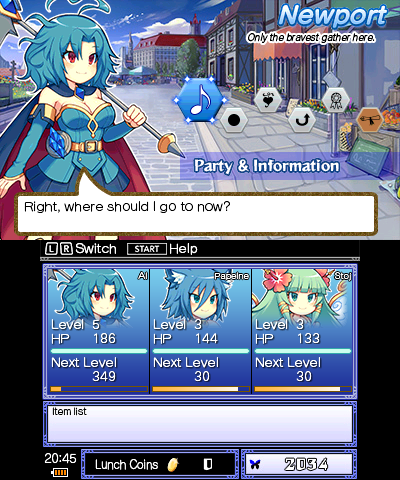 Newport
Only the bravest gather here.
Party & Information
Right, where should I go to now?
L R Switch START Help
Al Papeine Stoj
Level 5 Level 3 Level 3
HP 186 HP 144 HP 133
Next Level Next Level Next Level
349 30 30
Item list
20:45 Lunch Coins 0 2034